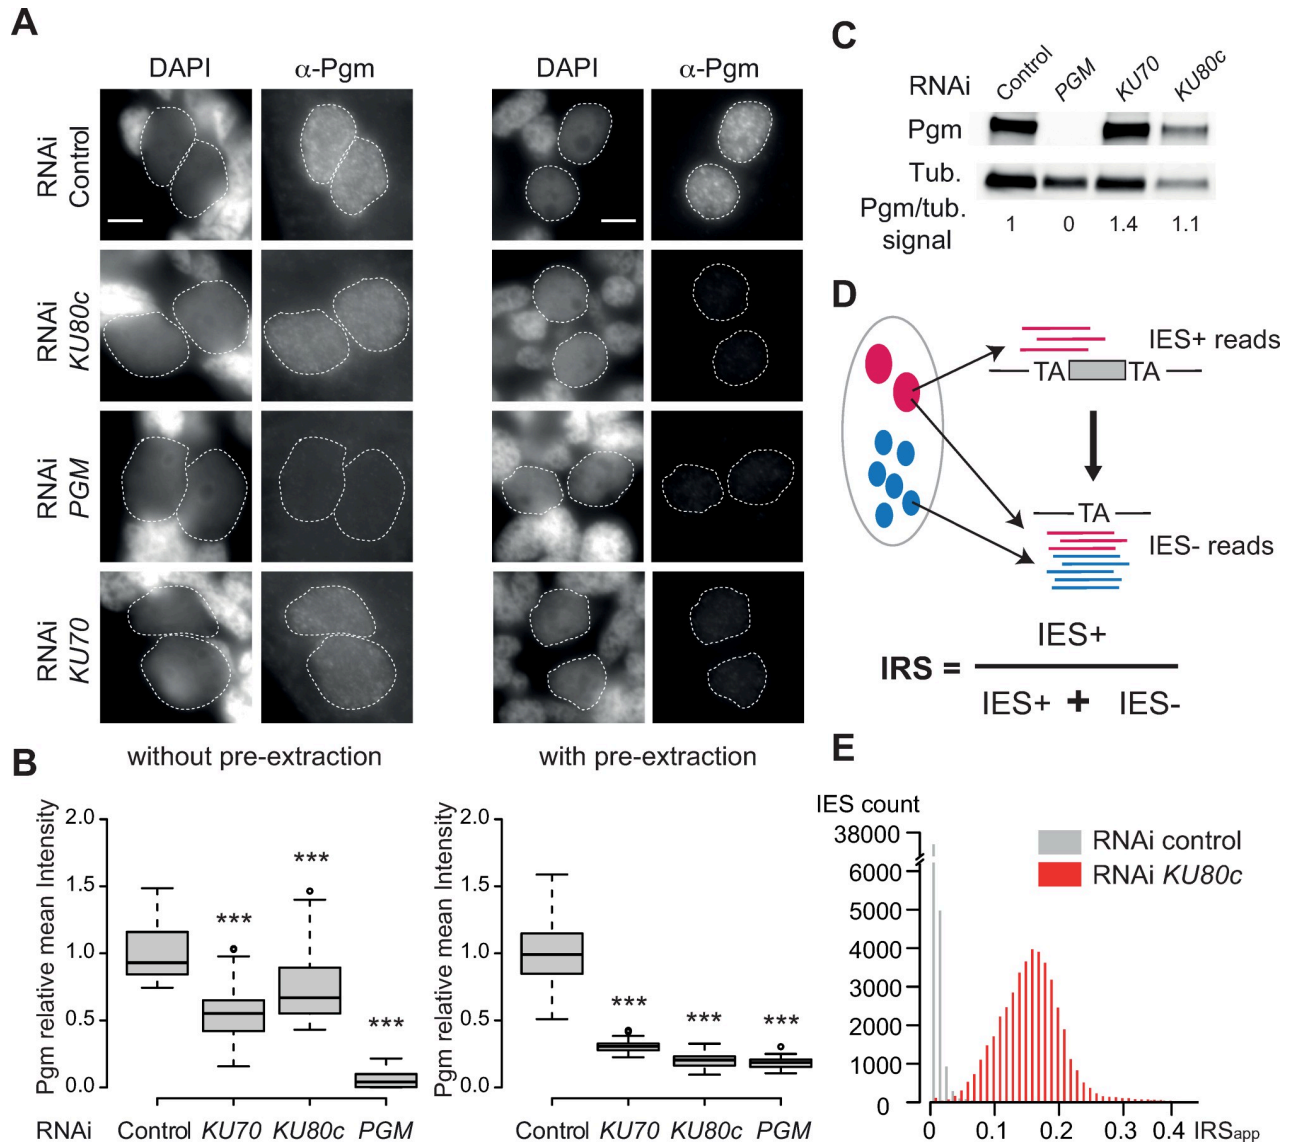 A
DAPI α-Pgm DAPI α-Pgm
RNAi
Control
RNAi
KU80c
RNAi
PGM
RNAi
KU70
without pre-extraction with pre-extraction
B
Pgm relative mean Intensity
2.0
1.5
1.0
0.5
0.0
*** *** ***
RNAi Control KU70 KU80c PGM
Pgm relative mean Intensity
2.0
1.5
1.0
0.5
0.0
*** *** ***
Control KU70 KU80c PGM
C
RNAi Control PGM KU70 KU80c
Pgm
Tub.
Pgm/tub.
signal
1 0 1.4 1.1
D
IES+ reads
TA TA
TA
IES- reads
IRS = IES+
IES+ + IES-
E
IES count
38000
6000
5000
4000
3000
2000
1000
0
RNAi control
RNAi KU80c
0 0.1 0.2 0.3 0.4 IRSapp